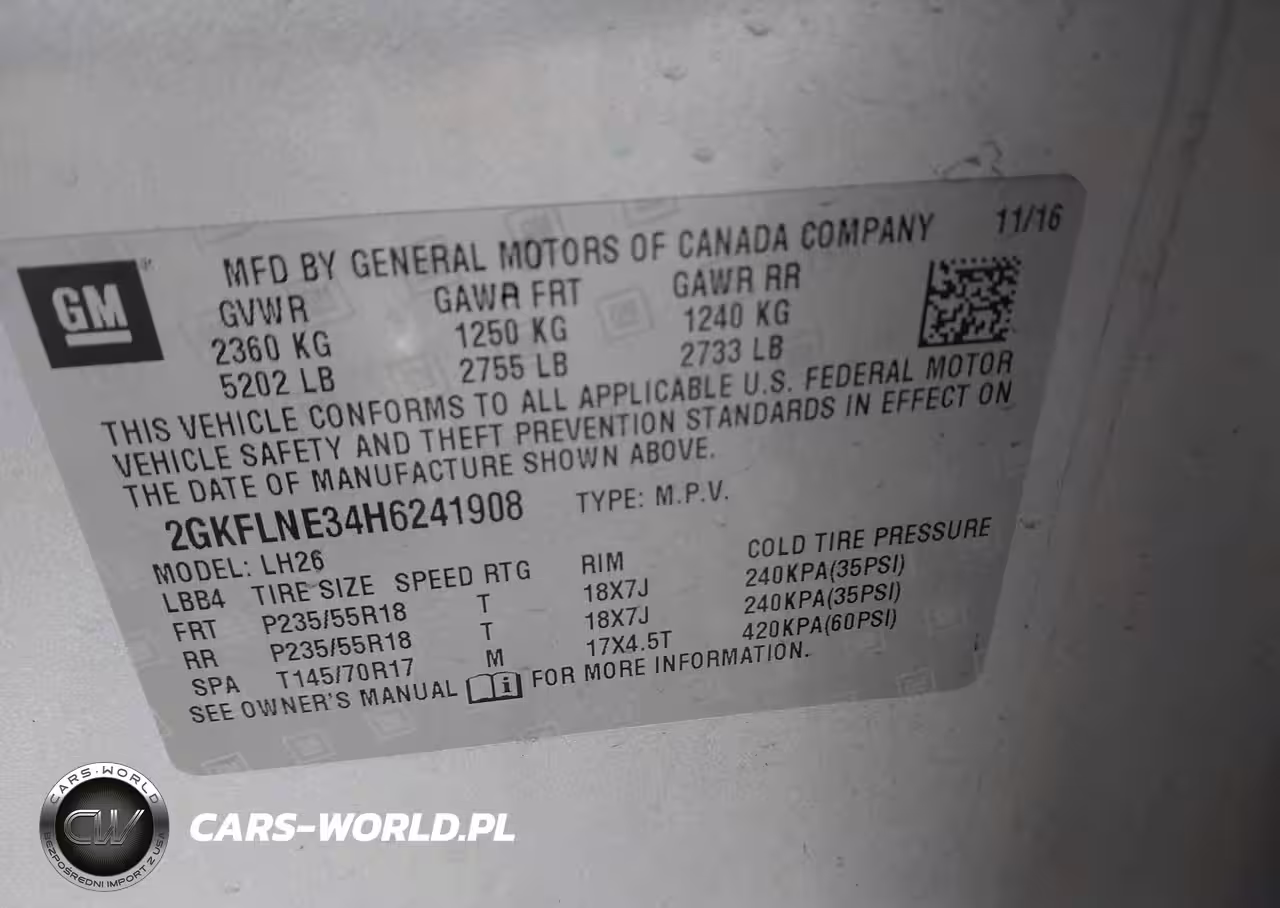 GM
MFD BY GENERAL MOTORS OF CANADA COMPANY 11/16
GVWR GAWR FRT GAWR RR
2360 KG 1250 KG 1240 KG
5202 LB 2755 LB 2733 LB
THIS VEHICLE CONFORMS TO ALL APPLICABLE U.S. FEDERAL MOTOR
VEHICLE SAFETY AND THEFT PREVENTION STANDARDS IN EFFECT ON
THE DATE OF MANUFACTURE SHOWN ABOVE.
2GKFLNE34H6241908 TYPE: M.P.V.
MODEL: LH26
LBB4 TIRE SIZE SPEED RTG RIM COLD TIRE PRESSURE
FRT P235/55R18 T 18X7J 240KPA(35PSI)
RR P235/55R18 T 18X7J 240KPA(35PSI)
SPA T145/70R17 M 17X4.5T 420KPA(60PSI)
SEE OWNER'S MANUAL i FOR MORE INFORMATION.
CARS-WORLD
CW
BEZPOŚREDNI IMPORT Z USA
CARS-WORLD.PL